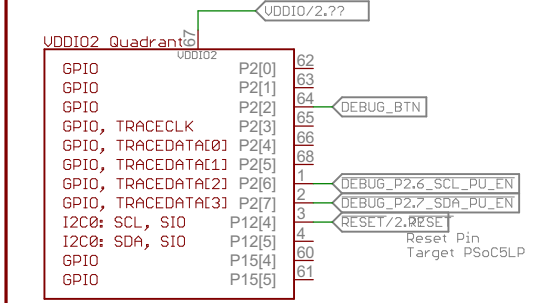 VDDIO/2.??
67
VDDIO2 Quadrant
VDDIO2
GPIO P2[0] 62
GPIO P2[1] 63
GPIO P2[2] 64 DEBUG_BTN
GPIO, TRACECLK P2[3] 65
GPIO, TRACEDATA[0] P2[4] 66
GPIO, TRACEDATA[1] P2[5] 68
GPIO, TRACEDATA[2] P2[6] 1 DEBUG_P2.6_SCL_PU_EN
GPIO, TRACEDATA[3] P2[7] 2 DEBUG_P2.7_SDA_PU_EN
I2C0: SCL, SIO P12[4] 3 RESET/2.?? RESET
I2C0: SDA, SIO P12[5] 4 Reset Pin
GPIO P15[4] 60 Target PSoC5LP
GPIO P15[5] 61